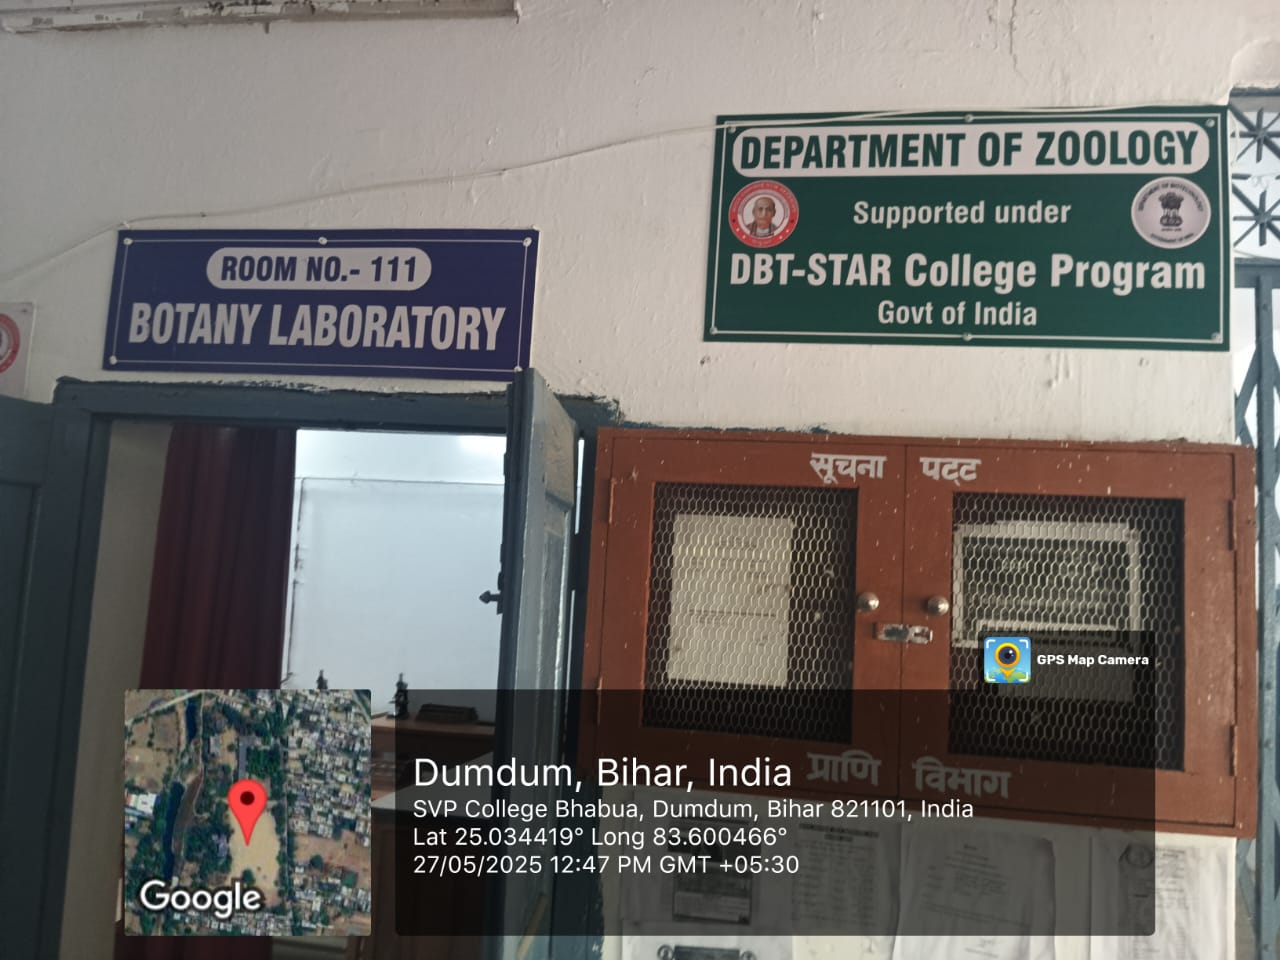 DEPARTMENT OF ZOOLOGY
Supported under
DBT-STAR College Program
Govt of India
ROOM NO.- 111
BOTANY LABORATORY
सूचना पट्ट
प्राणि विभाग
GPS Map Camera
Dumdum, Bihar, India
SVP College Bhabua, Dumdum, Bihar 821101, India
Lat 25.034419° Long 83.600466°
27/05/2025 12:47 PM GMT +05:30
Google